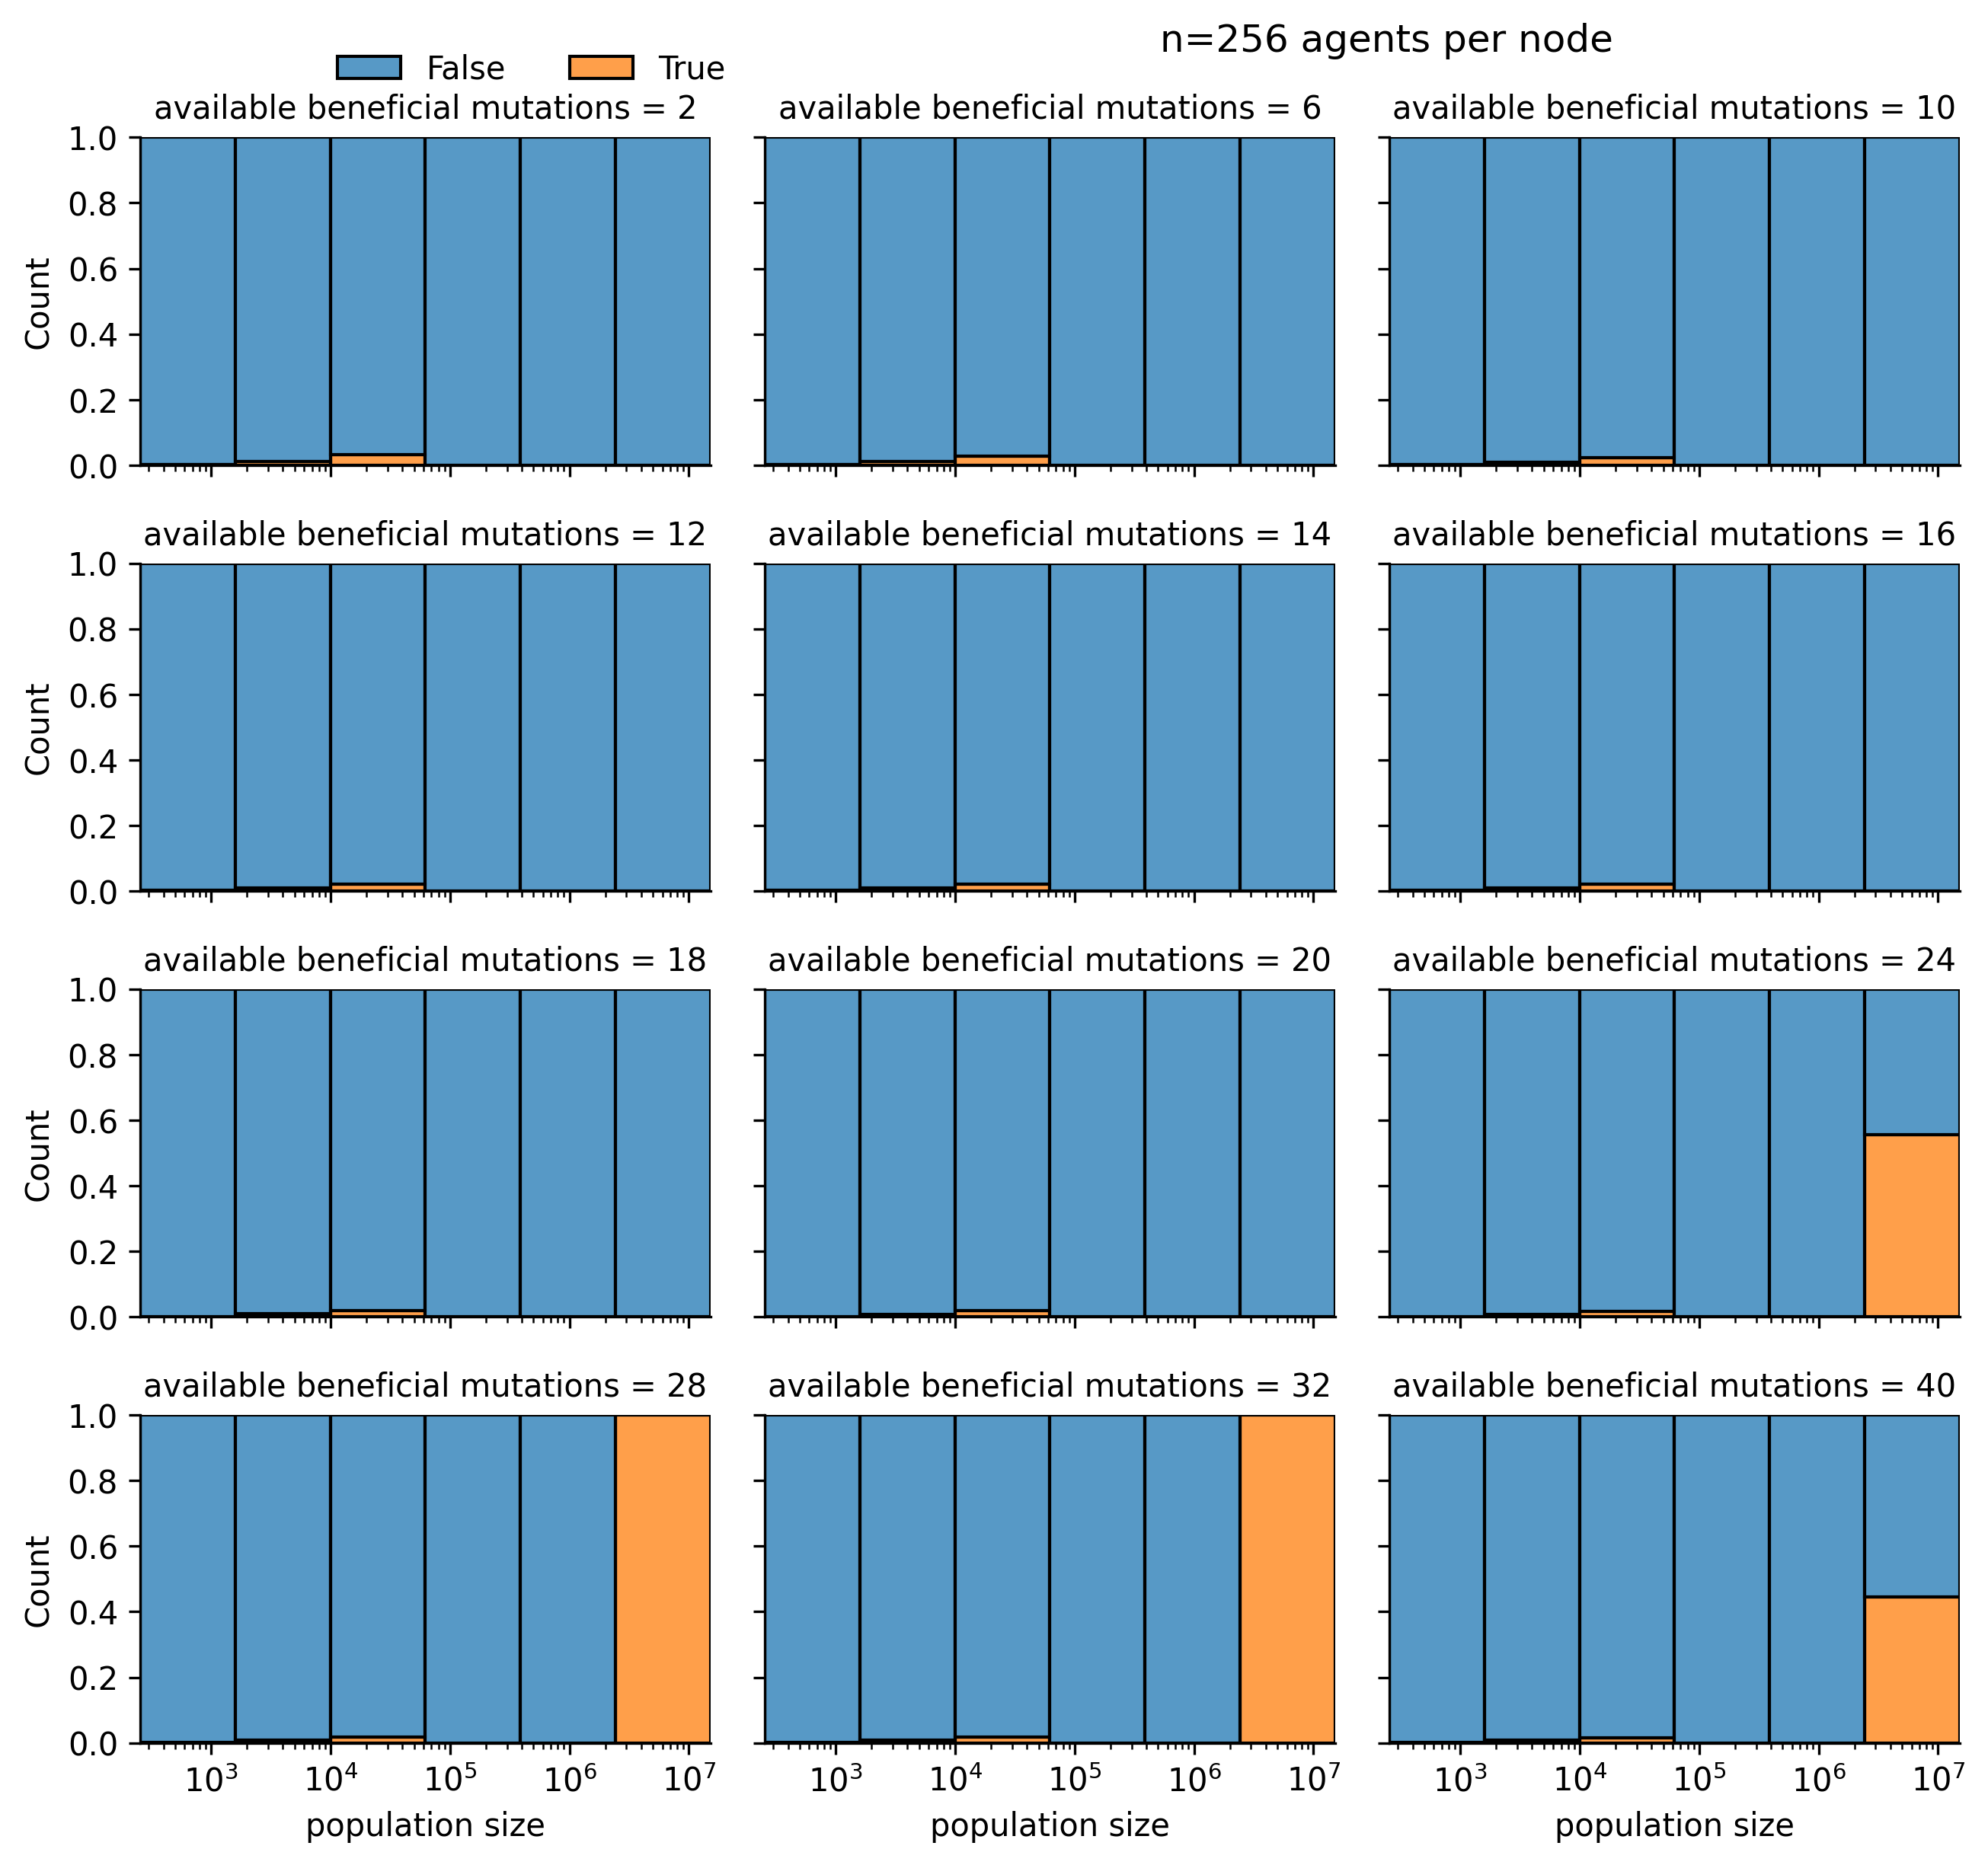 n=256 agents per node
False True
available beneficial mutations = 2 available beneficial mutations = 6 available beneficial mutations = 10
1.0
0.8
0.6
0.4
0.2
0.0
Count
available beneficial mutations = 12 available beneficial mutations = 14 available beneficial mutations = 16
1.0
0.8
0.6
0.4
0.2
0.0
Count
available beneficial mutations = 18 available beneficial mutations = 20 available beneficial mutations = 24
1.0
0.8
0.6
0.4
0.2
0.0
Count
available beneficial mutations = 28 available beneficial mutations = 32 available beneficial mutations = 40
1.0
0.8
0.6
0.4
0.2
0.0
Count
10³ 10⁴ 10⁵ 10⁶ 10⁷ 10³ 10⁴ 10⁵ 10�6 10⁷ 10³ 10⁴ 10⁵ 10⁶ 10⁷
population size population size population size